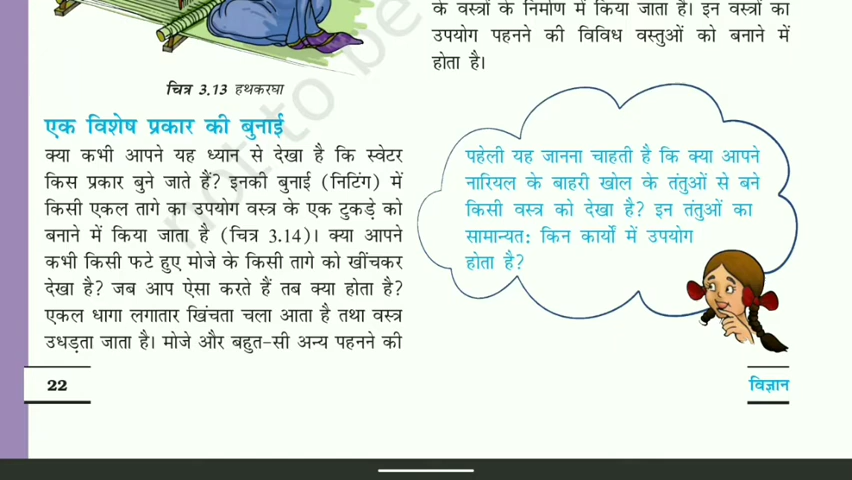 चित्र 3.13 हथकरघा
एक विशेष प्रकार की बुनाई
क्या कभी आपने यह ध्यान से देखा है कि स्वेटर
किस प्रकार बुने जाते हैं? इनकी बुनाई (निटिंग) में
किसी एकल तागे का उपयोग वस्त्र के एक टुकड़े को
बनाने में किया जाता है (चित्र 3.14)। क्या आपने
कभी किसी फटे हुए मोजे के किसी तागे को खींचकर
देखा है? जब आप ऐसा करते हैं तब क्या होता है?
एकल धागा लगातार खिंचता चला आता है तथा वस्त्र
उधड़ता जाता है। मोजे और बहुत-सी अन्य पहनने की
के वस्त्रों के निर्माण में किया जाता है। इन वस्त्रों का
उपयोग पहनने की विविध वस्तुओं को बनाने में
होता है।
पहेली यह जानना चाहती है कि क्या आपने
नारियल के बाहरी खोल के तंतुओं से बने
किसी वस्त्र को देखा है? इन तंतुओं का
सामान्यत: किन कार्यों में उपयोग
होता है?
22
विज्ञान
not to be